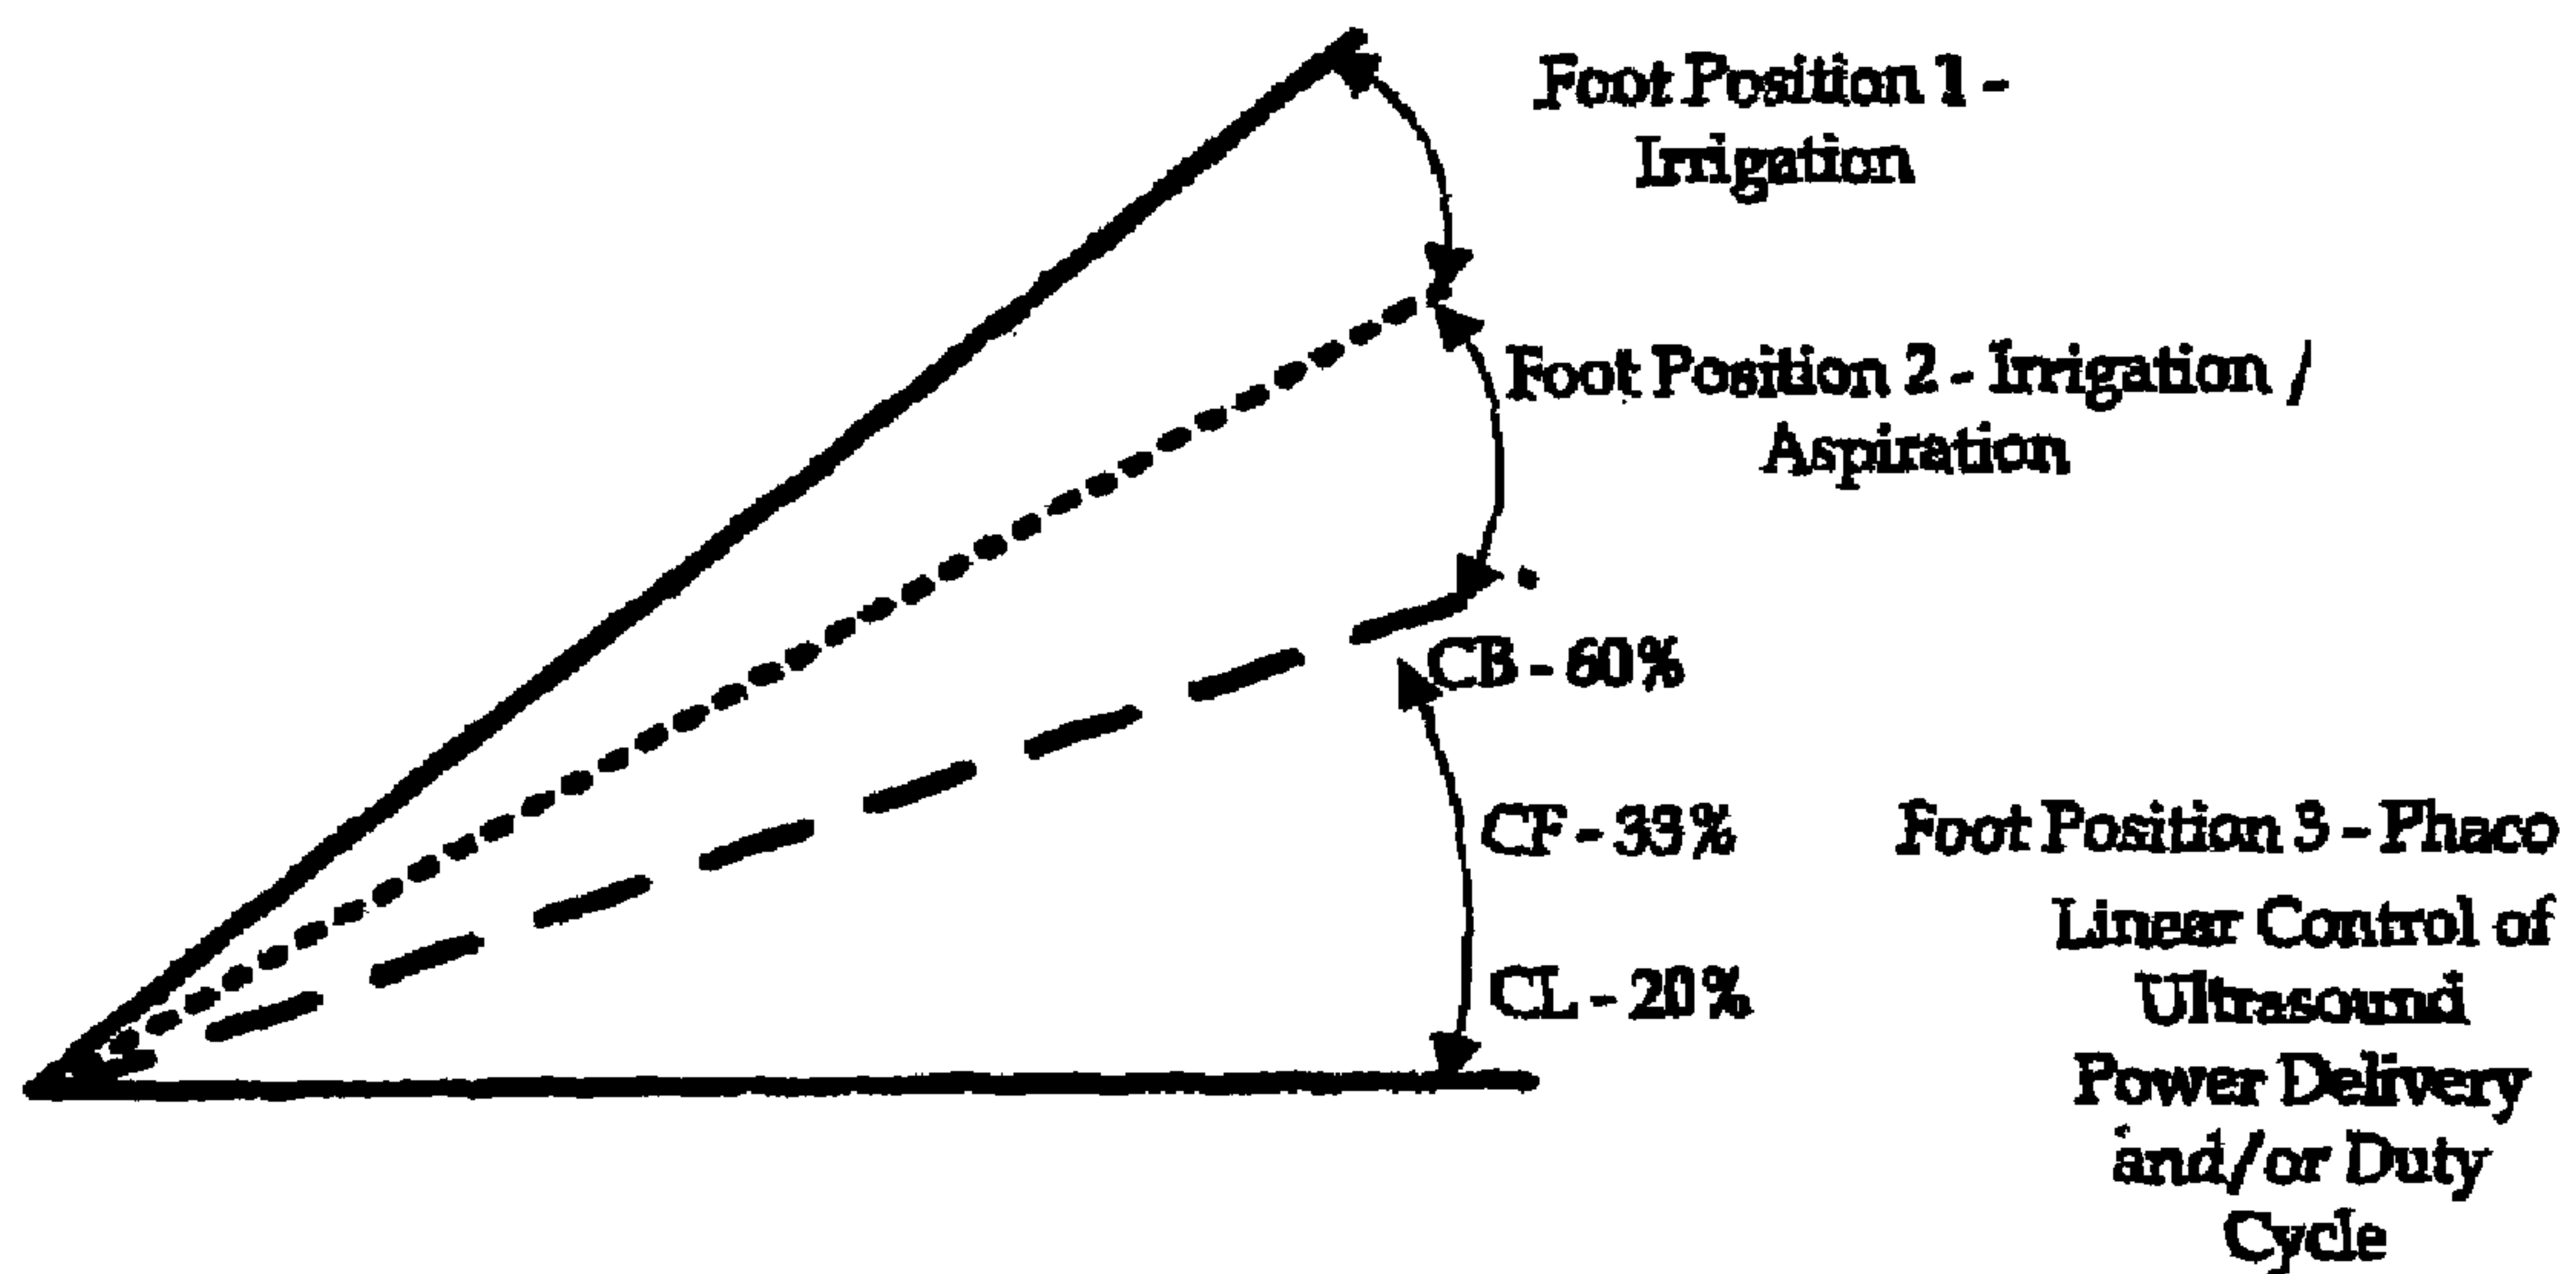 Foot Position 1 -
Irrigation
Foot Position 2 - Irrigation /
Aspiration
CB - 60%
CF - 33%
CL - 20%
Foot Position 3 - Phaco
Linear Control of
Ultrasound
Power Delivery
and/or Duty
Cycle